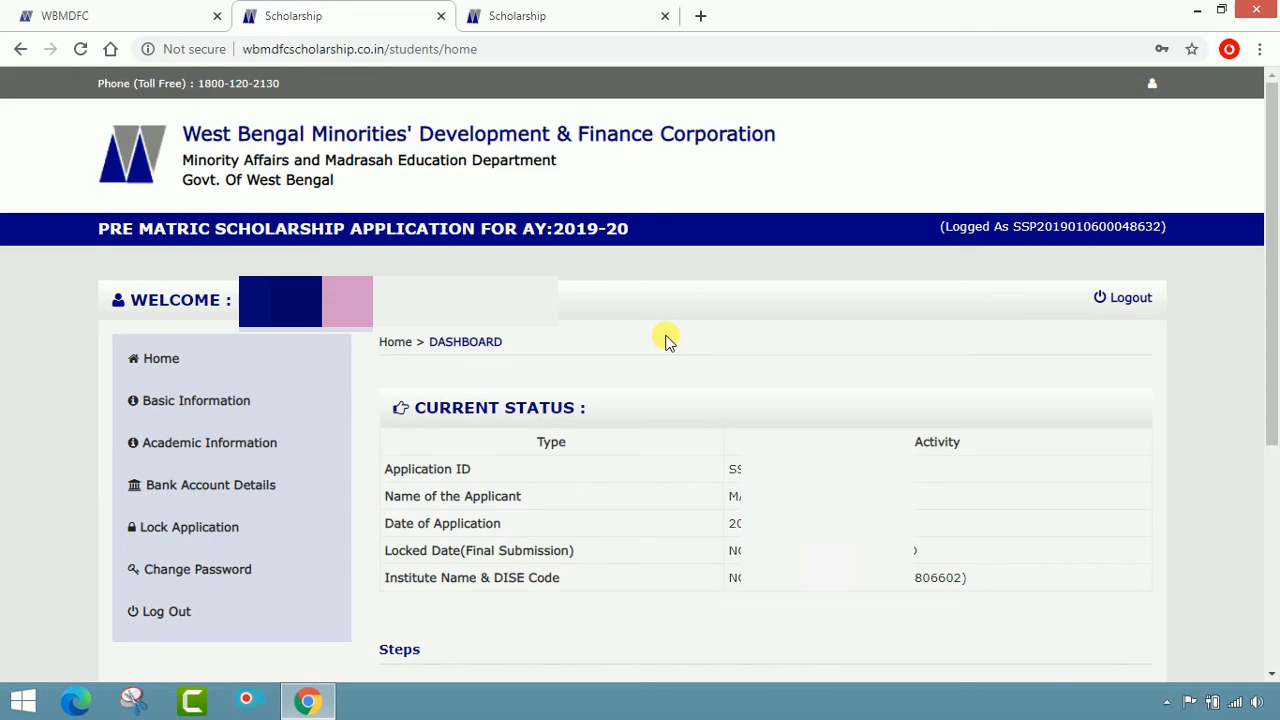 WBMDFC
Scholarship
Scholarship
Not secure
wbmdfcscholarship.co.in/students/home
Phone (Toll Free) : 1800-120-2130
West Bengal Minorities' Development & Finance Corporation
Minority Affairs and Madrasah Education Department
Govt. Of West Bengal
PRE MATRIC SCHOLARSHIP APPLICATION FOR AY:2019-20
(Logged As SSP2019010600048632)
WELCOME :
Logout
Home > DASHBOARD
Home
Basic Information
Academic Information
Bank Account Details
Lock Application
Change Password
Log Out
CURRENT STATUS :
Type Activity
Application ID SS
Name of the Applicant
Date of Application 20
Locked Date(Final Submission) NO
Institute Name & DISE Code 806602)
Steps